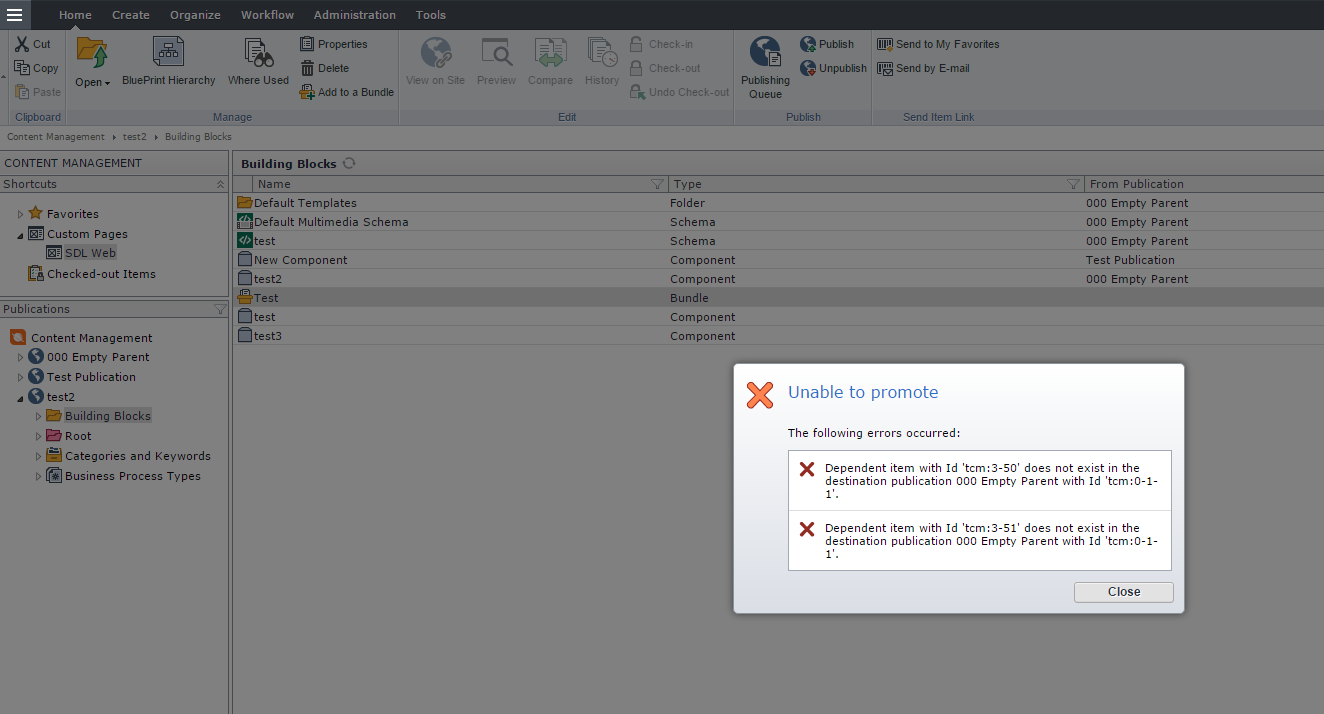 Home Create Organize Workflow Administration Tools
Cut
Copy
Paste
Clipboard
Open
BluePrint Hierarchy
Where Used
Properties
Delete
Add to a Bundle
Manage
View on Site
Preview
Compare
History
Check-in
Check-out
Undo Check-out
Edit
Publishing
Queue
Publish
Unpublish
Publish
Send to My Favorites
Send by E-mail
Send Item Link
Content Management test2 Building Blocks
CONTENT MANAGEMENT
Shortcuts
Favorites
Custom Pages
SDL Web
Checked-out Items
Publications
Content Management
000 Empty Parent
Test Publication
test2
Building Blocks
Root
Categories and Keywords
Business Process Types
Building Blocks
Name Type From Publication
Default Templates Folder 000 Empty Parent
Default Multimedia Schema Schema 000 Empty Parent
test Schema 000 Empty Parent
New Component Component Test Publication
test2 Component 000 Empty Parent
Test Bundle
test Component
test3 Component
Unable to promote
The following errors occurred:
Dependent item with Id 'tcm:3-50' does not exist in the
destination publication 000 Empty Parent with Id 'tcm:0-1-
1'.
Dependent item with Id 'tcm:3-51' does not exist in the
destination publication 000 Empty Parent with Id 'tcm:0-1-
1'.
Close